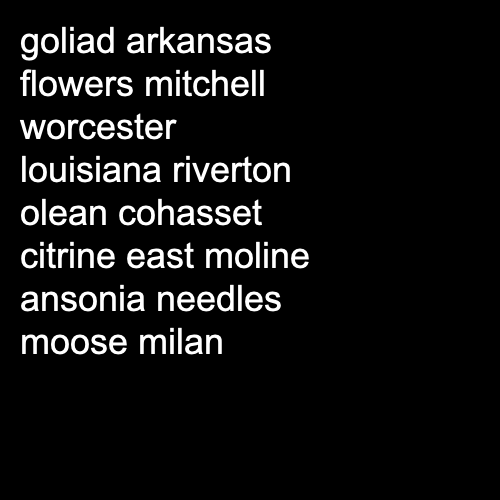 goliad arkansas
flowers mitchell
worcester
louisiana riverton
olean cohasset
citrine east moline
ansonia needles
moose milan